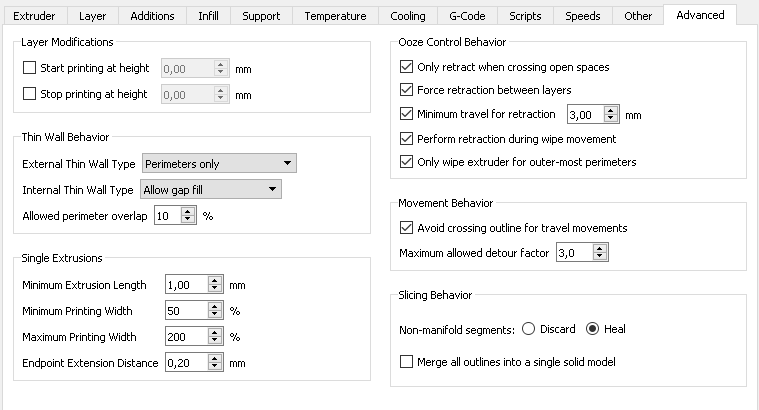 Extruder Layer Additions Infill Support Temperature Cooling G-Code Scripts Speeds Other Advanced
Layer Modifications
Start printing at height 0,00 mm
Stop printing at height 0,00 mm
Thin Wall Behavior
External Thin Wall Type Perimeters only
Internal Thin Wall Type Allow gap fill
Allowed perimeter overlap 10 %
Single Extrusions
Minimum Extrusion Length 1,00 mm
Minimum Printing Width 50 %
Maximum Printing Width 200 %
Endpoint Extension Distance 0,20 mm
Ooze Control Behavior
Only retract when crossing open spaces
Force retraction between layers
Minimum travel for retraction 3,00 mm
Perform retraction during wipe movement
Only wipe extruder for outer-most perimeters
Movement Behavior
Avoid crossing outline for travel movements
Maximum allowed detour factor 3,0
Slicing Behavior
Non-manifold segments: Discard Heal
Merge all outlines into a single solid model